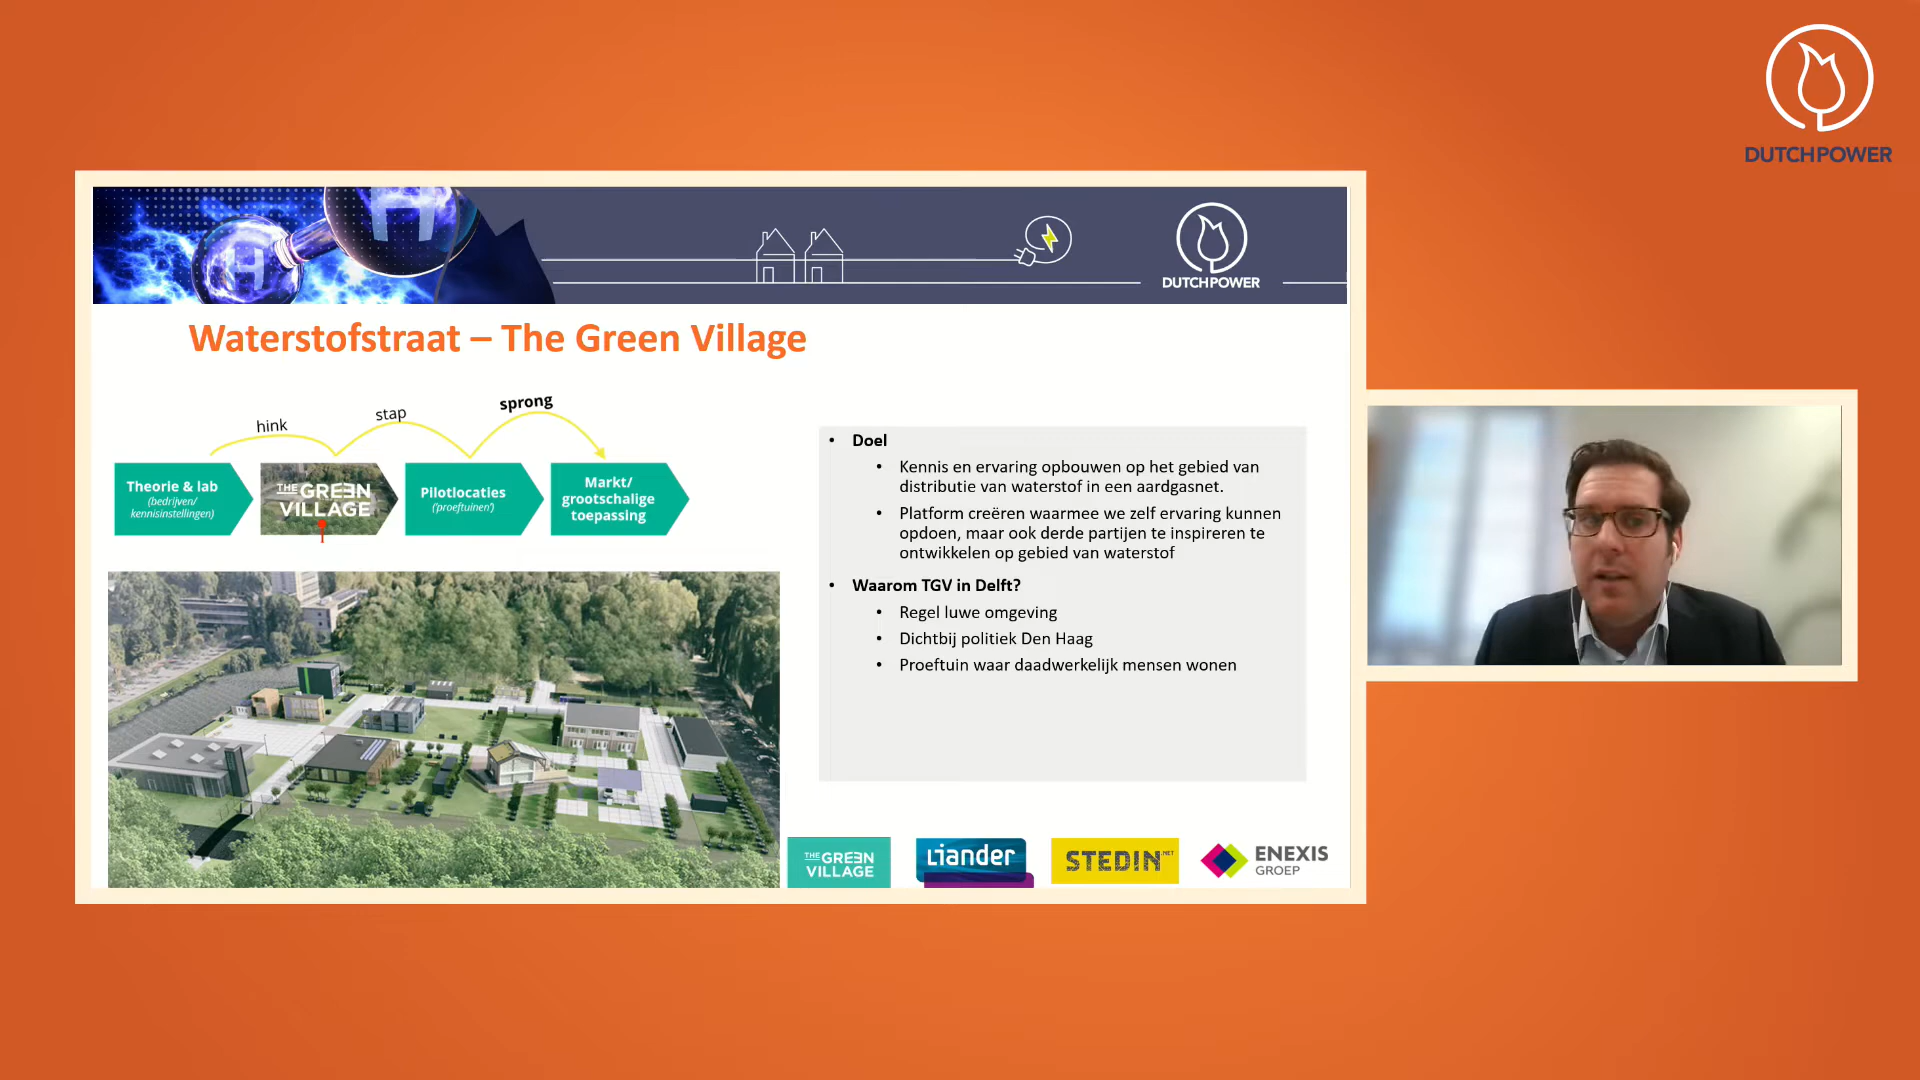 DUTCHPOWER
H
H
DUTCHPOWER
Waterstofstraat – The Green Village
hink
stap
sprong
Theorie & lab
(bedrijven/
kennisinstellingen)
THE GREEN
VILLAGE
Pilotlocaties
('proeftuinen')
Markt/
grootschalige
toepassing
• Doel
• Kennis en ervaring opbouwen op het gebied van
distributie van waterstof in een aardgasnet.
• Platform creëren waarmee we zelf ervaring kunnen
opdoen, maar ook derde partijen te inspireren te
ontwikkelen op gebied van waterstof
• Waarom TGV in Delft?
• Regel luwe omgeving
• Dichtbij politiek Den Haag
• Proeftuin waar daadwerkelijk mensen wonen
THE GREEN
VILLAGE
Liander
STEDIN.NET
ENEXIS
GROEP